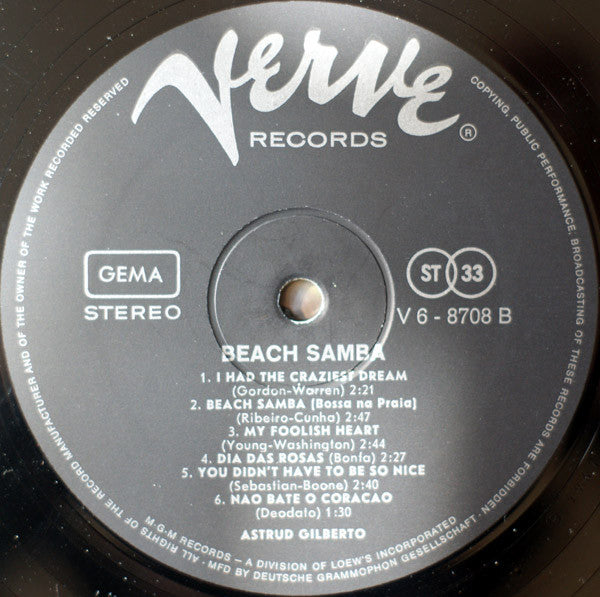 Verve
RECORDS
®
GEMA
STEREO
ST 33
V 6 - 8708 B
BEACH SAMBA
1. I HAD THE CRAZIEST DREAM
(Gordon-Warren) 2:21
2. BEACH SAMBA (Bossa na Praia)
(Ribeiro-Cunha) 2:47
3. MY FOOLISH HEART
(Young-Washington) 2:44
4. DIA DAS ROSAS (Bonfa) 2:27
5. YOU DIDN'T HAVE TO BE SO NICE
(Sebastian-Boone) 2:40
6. NAO BATE O CORACAO
(Deodato) 1:30
ASTRUD GILBERTO
M-G-M RECORDS – A DIVISION OF LOEW'S INCORPORATED
ALL RIGHTS OF THE RECORD MANUFACTURER AND OF THE OWNER OF THE WORK RECORDED RESERVED
COPYING, PUBLIC PERFORMANCE, BROADCASTING OF THESE RECORDS ARE FORBIDDEN · MFD BY DEUTSCHE GRAMMOPHON GESELLSCHAFT ·